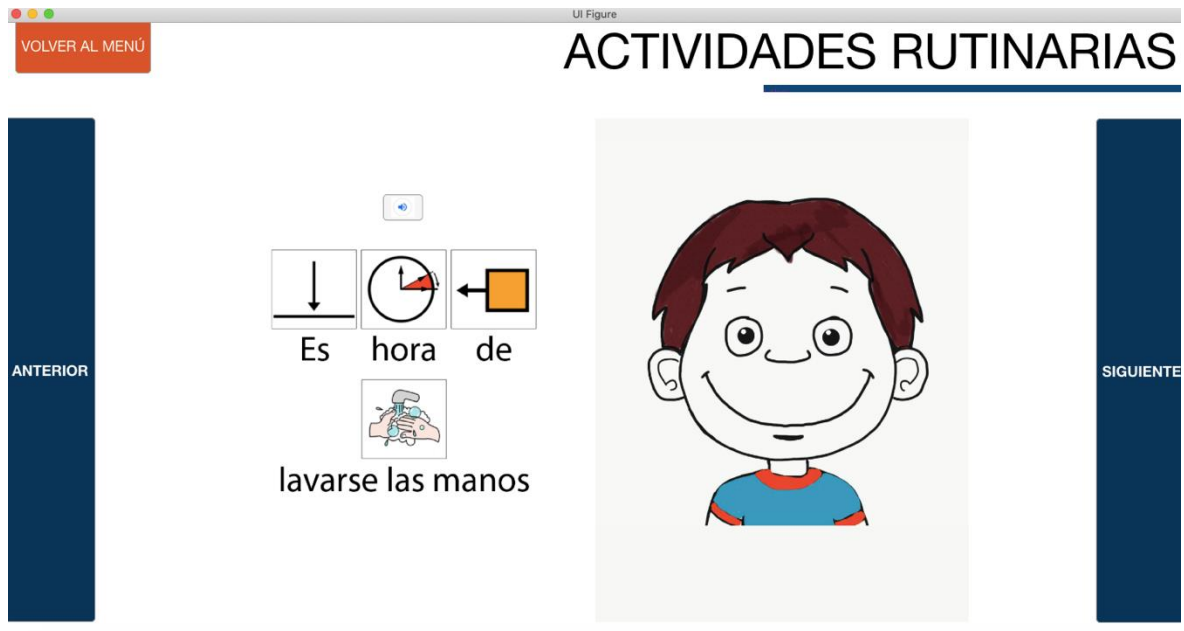 UI Figure
VOLVER AL MENÚ
ACTIVIDADES RUTINARIAS
ANTERIOR
Es hora de
lavarse las manos
SIGUIENTE